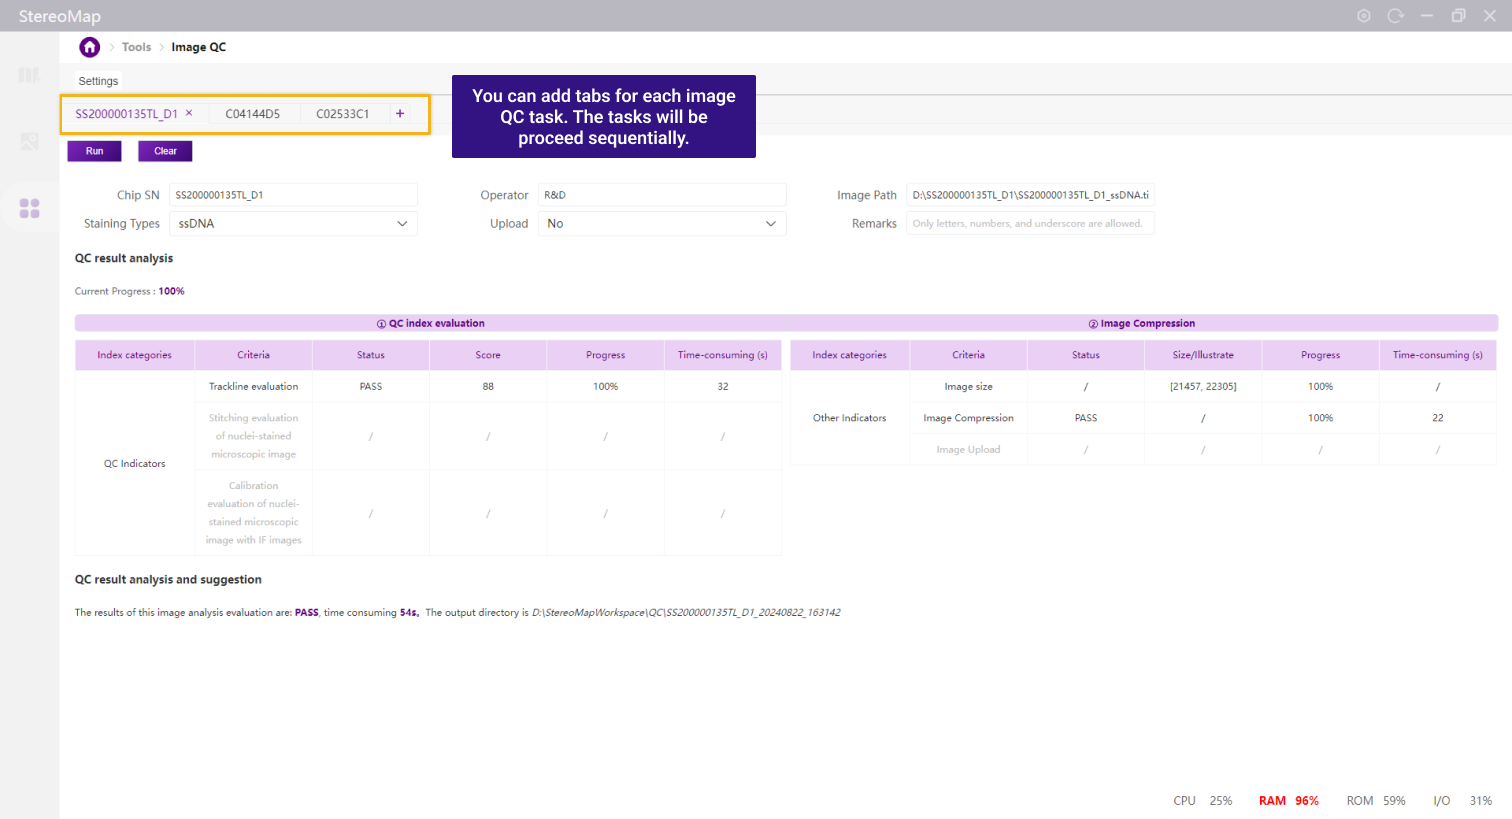 StereoMap
Tools > Image QC
Settings
SS200000135TL_D1 × C04144D5 C02533C1 +
You can add tabs for each image
QC task. The tasks will be
proceed sequentially.
Run Clear
Chip SN SS200000135TL_D1 Operator R&D Image Path D:\SS200000135TL_D1\SS200000135TL_D1_ssDNA.ti
Staining Types ssDNA Upload No Remarks Only letters, numbers, and underscore are allowed.
QC result analysis
Current Progress : 100%
① QC index evaluation ② Image Compression
Index categories Criteria Status Score Progress Time-consuming (s) Index categories Criteria Status Size/Illustrate Progress Time-consuming (s)
Trackline evaluation PASS 88 100% 32
Stitching evaluation
of nuclei-stained
microscopic image
/ / / /
QC Indicators
Calibration
evaluation of nuclei-
stained microscopic
image with IF images
/ / / /
Image size / [21457, 22305] 100% /
Other Indicators Image Compression PASS / 100% 22
Image Upload / / / /
QC result analysis and suggestion
The results of this image analysis evaluation are: PASS, time consuming 54s, The output directory is D:\StereoMapWorkspace\QC\SS200000135TL_D1_20240822_163142
CPU 25% RAM 96% ROM 59% I/O 31%